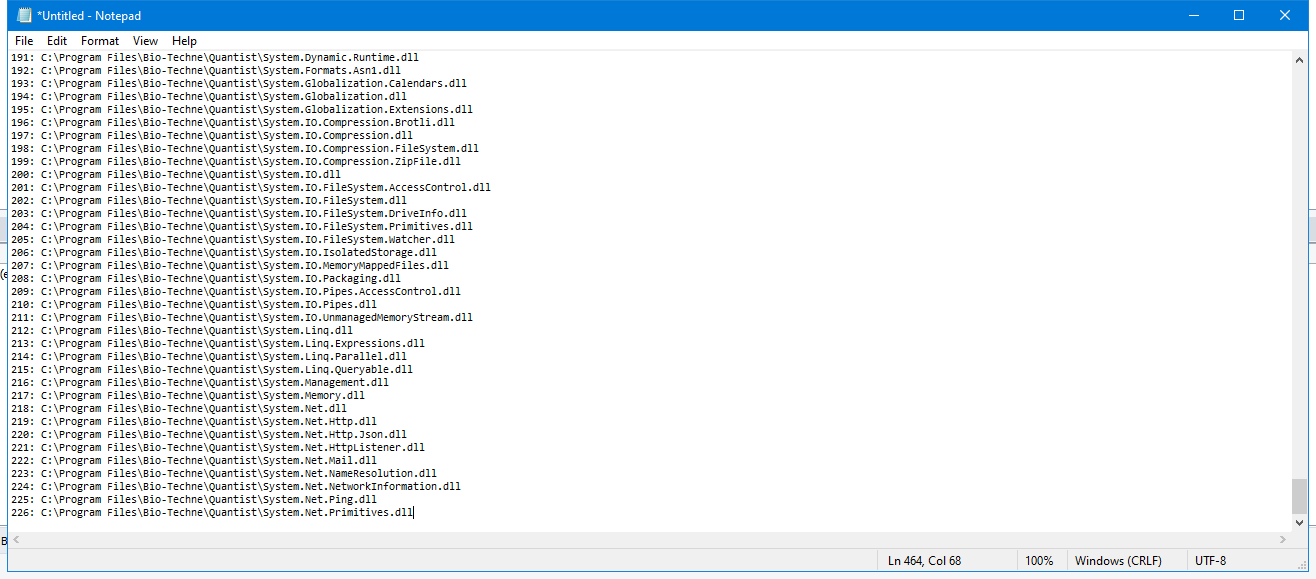 *Untitled - Notepad
File Edit Format View Help
191: C:\Program Files\Bio-Techne\Quantist\System.Dynamic.Runtime.dll
192: C:\Program Files\Bio-Techne\Quantist\System.Formats.Asn1.dll
193: C:\Program Files\Bio-Techne\Quantist\System.Globalization.Calendars.dll
194: C:\Program Files\Bio-Techne\Quantist\System.Globalization.dll
195: C:\Program Files\Bio-Techne\Quantist\System.Globalization.Extensions.dll
196: C:\Program Files\Bio-Techne\Quantist\System.IO.Compression.Brotli.dll
197: C:\Program Files\Bio-Techne\Quantist\System.IO.Compression.dll
198: C:\Program Files\Bio-Techne\Quantist\System.IO.Compression.FileSystem.dll
199: C:\Program Files\Bio-Techne\Quantist\System.IO.Compression.ZipFile.dll
200: C:\Program Files\Bio-Techne\Quantist\System.IO.dll
201: C:\Program Files\Bio-Techne\Quantist\System.IO.FileSystem.AccessControl.dll
202: C:\Program Files\Bio-Techne\Quantist\System.IO.FileSystem.dll
203: C:\Program Files\Bio-Techne\Quantist\System.IO.FileSystem.DriveInfo.dll
204: C:\Program Files\Bio-Techne\Quantist\System.IO.FileSystem.Primitives.dll
205: C:\Program Files\Bio-Techne\Quantist\System.IO.FileSystem.Watcher.dll
206: C:\Program Files\Bio-Techne\Quantist\System.IO.IsolatedStorage.dll
207: C:\Program Files\Bio-Techne\Quantist\System.IO.MemoryMappedFiles.dll
208: C:\Program Files\Bio-Techne\Quantist\System.IO.Packaging.dll
209: C:\Program Files\Bio-Techne\Quantist\System.IO.Pipes.AccessControl.dll
210: C:\Program Files\Bio-Techne\Quantist\System.IO.Pipes.dll
211: C:\Program Files\Bio-Techne\Quantist\System.IO.UnmanagedMemoryStream.dll
212: C:\Program Files\Bio-Techne\Quantist\System.Linq.dll
213: C:\Program Files\Bio-Techne\Quantist\System.Linq.Expressions.dll
214: C:\Program Files\Bio-Techne\Quantist\System.Linq.Parallel.dll
215: C:\Program Files\Bio-Techne\Quantist\System.Linq.Queryable.dll
216: C:\Program Files\Bio-Techne\Quantist\System.Management.dll
217: C:\Program Files\Bio-Techne\Quantist\System.Memory.dll
218: C:\Program Files\Bio-Techne\Quantist\System.Net.dll
219: C:\Program Files\Bio-Techne\Quantist\System.Net.Http.dll
220: C:\Program Files\Bio-Techne\Quantist\System.Net.Http.Json.dll
221: C:\Program Files\Bio-Techne\Quantist\System.Net.HttpListener.dll
222: C:\Program Files\Bio-Techne\Quantist\System.Net.Mail.dll
223: C:\Program Files\Bio-Techne\Quantist\System.Net.NameResolution.dll
224: C:\Program Files\Bio-Techne\Quantist\System.Net.NetworkInformation.dll
225: C:\Program Files\Bio-Techne\Quantist\System.Net.Ping.dll
226: C:\Program Files\Bio-Techne\Quantist\System.Net.Primitives.dll
Ln 464, Col 68 100% Windows (CRLF) UTF-8